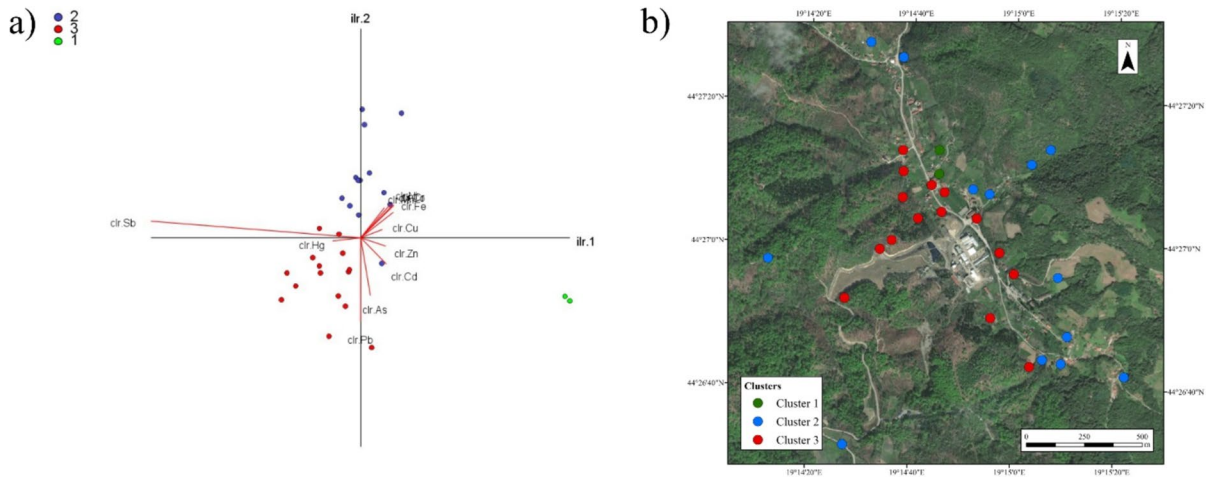 a)
2
3
1
ilr.2
clr.Fe
clr.Sb
clr.Cu
clr.Hg
ilr.1
clr.Zn
clr.Cd
clr.As
clr.Pb
b)
19°14'20"E 19°14'40"E 19°15'0"E 19°15'20"E
N
44°27'20"N 44°27'20"N
44°27'0"N 44°27'0"N
44°26'40"N 44°26'40"N
Clusters
Cluster 1
Cluster 2
Cluster 3
0 250 500
m
19°14'20"E 19°14'40"E 19°15'0"E 19°15'20"E